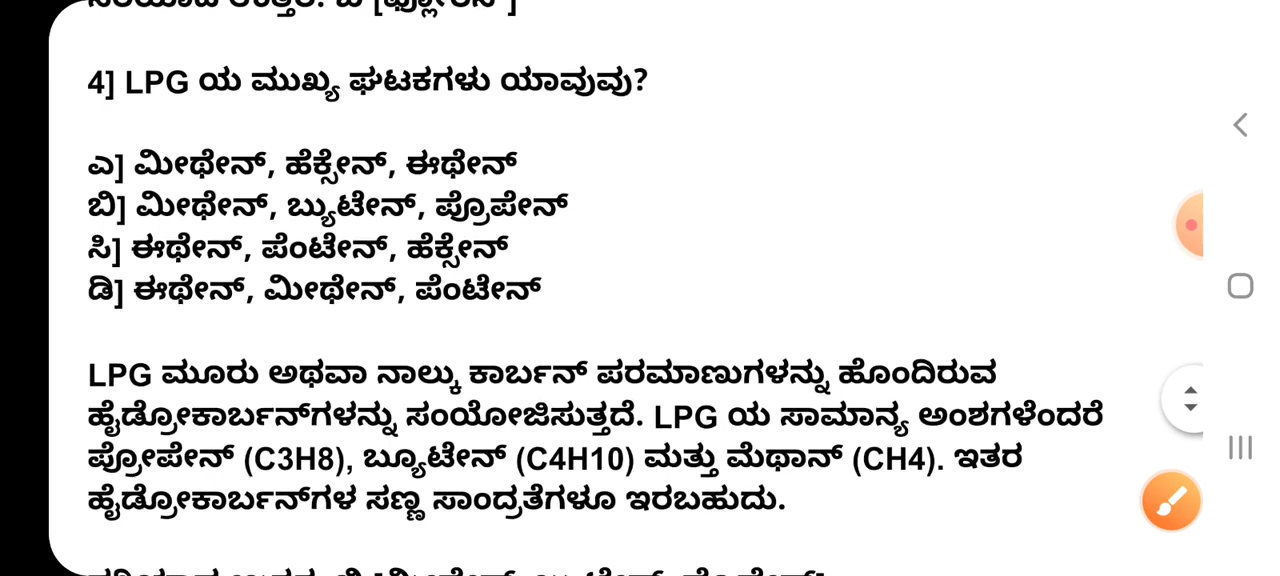 4] LPG ಯ ಮುಖ್ಯ ಘಟಕಗಳು ಯಾವುವು?
ಎ] ಮೀಥೇನ್, ಹೆಕ್ಸೇನ್, ಈಥೇನ್
ಬಿ] ಮೀಥೇನ್, ಬ್ಯುಟೇನ್, ಪ್ರೊಪೇನ್
ಸಿ] ಈಥೇನ್, ಪೆಂಟೇನ್, ಹೆಕ್ಸೇನ್
ಡಿ] ಈಥೇನ್, ಮೀಥೇನ್, ಪೆಂಟೇನ್
LPG ಮೂರು ಅಥವಾ ನಾಲ್ಕು ಕಾರ್ಬನ್ ಪರಮಾಣುಗಳನ್ನು ಹೊಂದಿರುವ
ಹೈಡ್ರೋಕಾರ್ಬನ್‌ಗಳನ್ನು ಸಂಯೋಜಿಸುತ್ತದೆ. LPG ಯ ಸಾಮಾನ್ಯ ಅಂಶಗಳೆಂದರೆ
ಪ್ರೋಪೇನ್ (C3H8), ಬ್ಯೂಟೇನ್ (C4H10) ಮತ್ತು ಮೆಥಾನ್ (CH4). ಇತರ
ಹೈಡ್ರೋಕಾರ್ಬನ್‌ಗಳ ಸಣ್ಣ ಸಾಂದ್ರತೆಗಳೂ ಇರಬಹುದು.